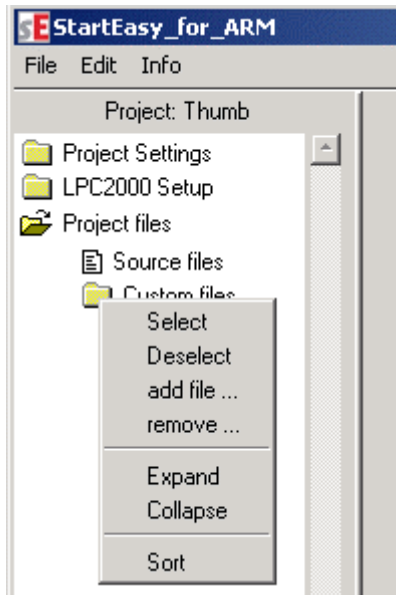 sE StartEasy_for_ARM
File Edit Info
Project: Thumb
Project Settings
LPC2000 Setup
Project files
Source files
Custom files
Select
Deselect
add file ...
remove ...
Expand
Collapse
Sort